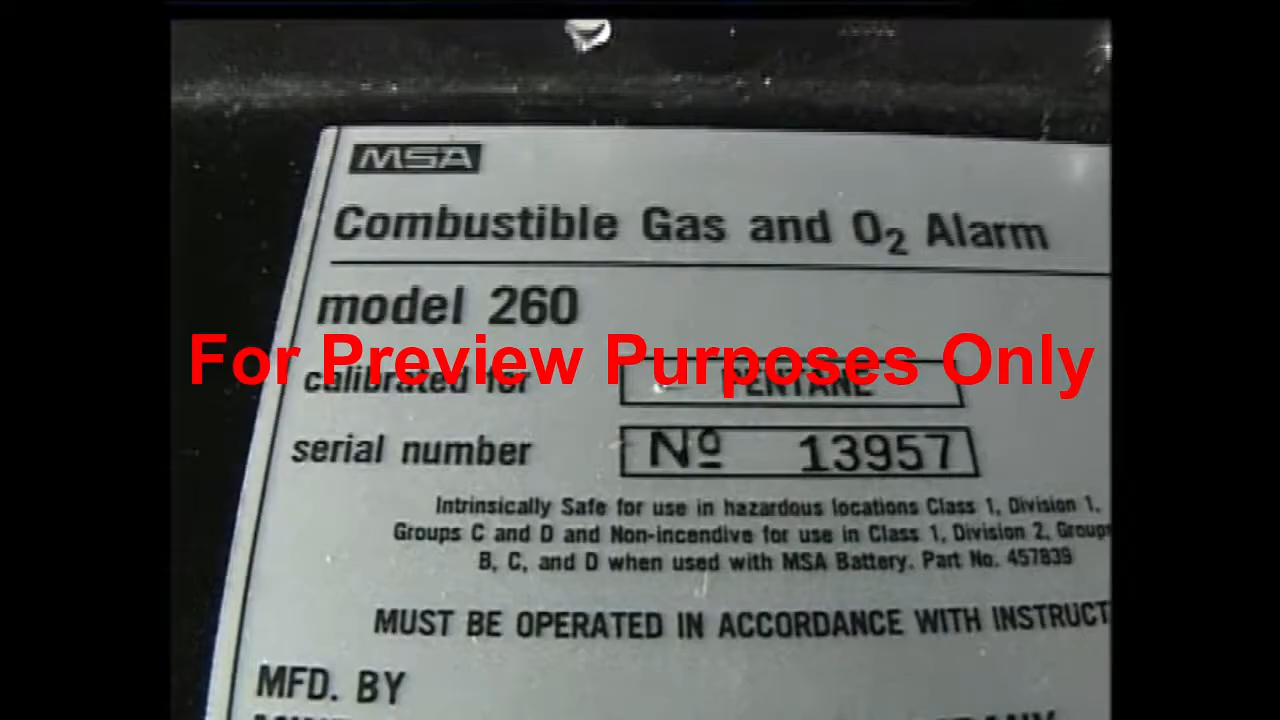 MSA
Combustible Gas and O2 Alarm
model 260
For Preview Purposes Only
calibrated for PENTANE
serial number Nº 13957
Intrinsically Safe for use in hazardous locations Class 1, Division 1,
Groups C and D and Non-incendive for use in Class 1, Division 2, Groups
B, C, and D when used with MSA Battery. Part No. 457839
MUST BE OPERATED IN ACCORDANCE WITH INSTRUCT
MFD. BY